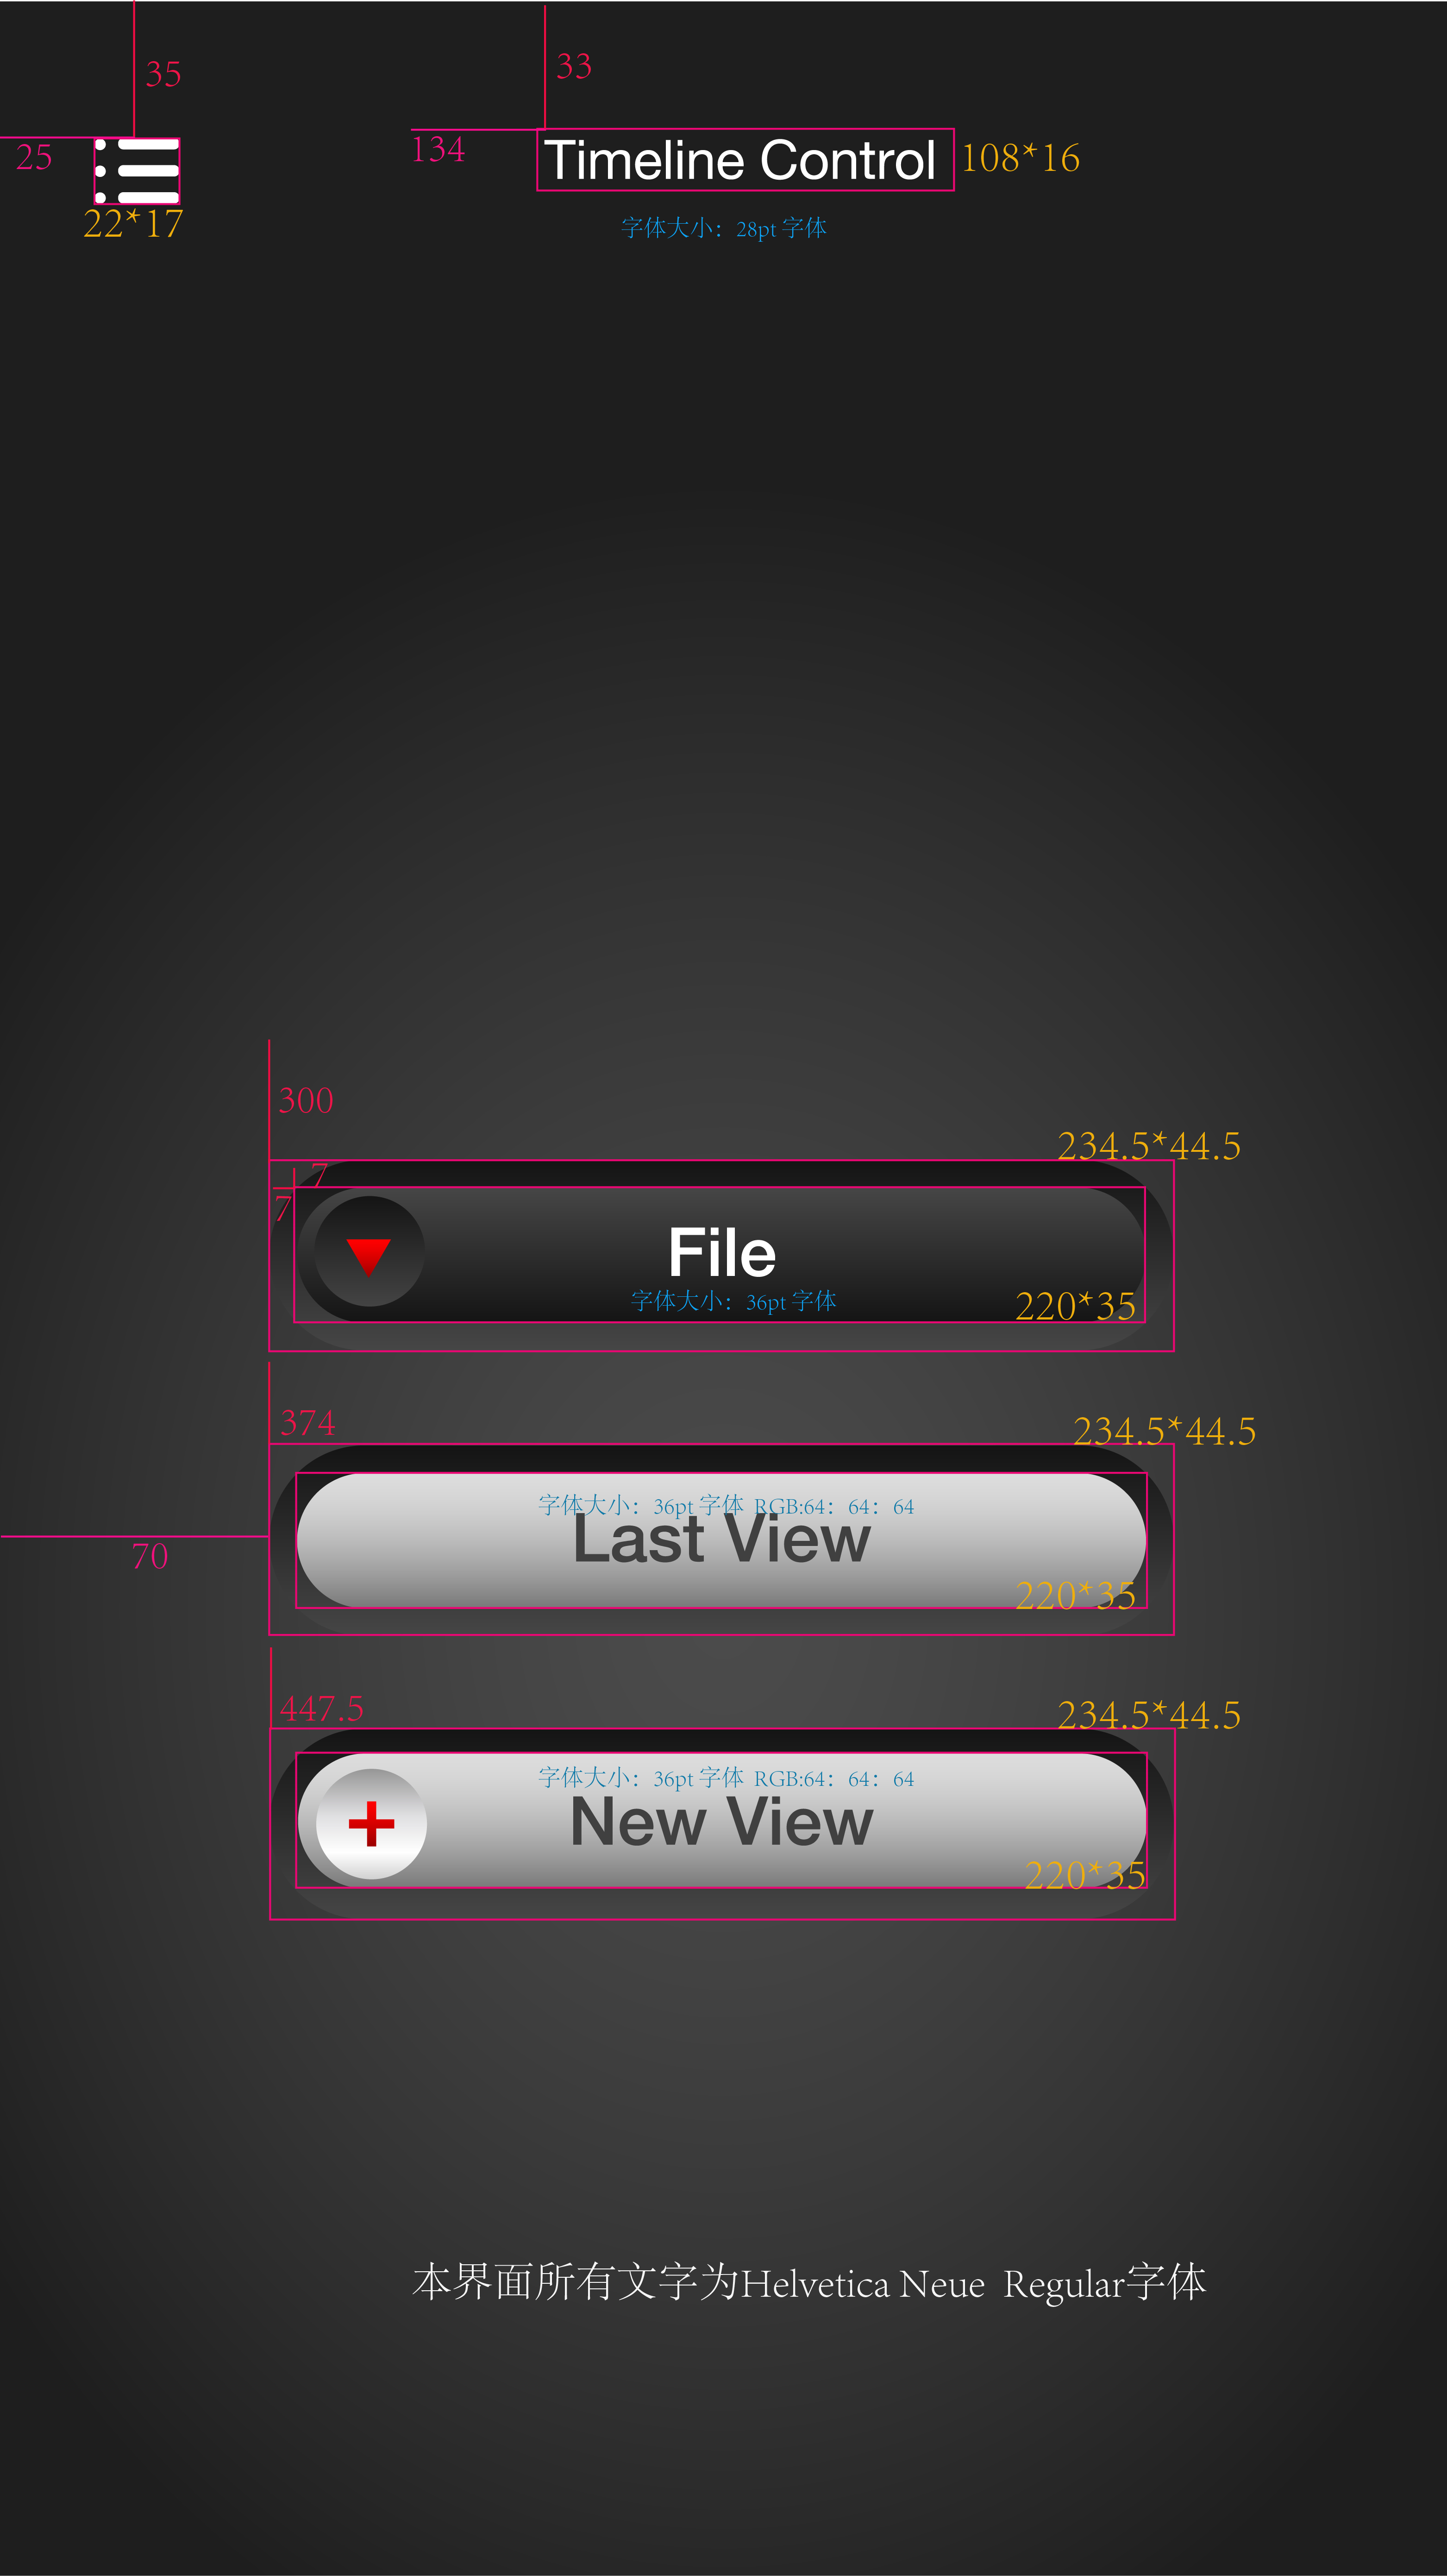 35
33
25
134
Timeline Control
108*16
22*17
字体大小：28pt 字体
300
234.5*44.5
7
7
File
字体大小：36pt 字体
220*35
374
234.5*44.5
字体大小：36pt 字体 RGB:64：64：64
Last View
70
220*35
447.5
234.5*44.5
字体大小：36pt 字体 RGB:64：64：64
New View
220*35
本界面所有文字为Helvetica Neue Regular字体